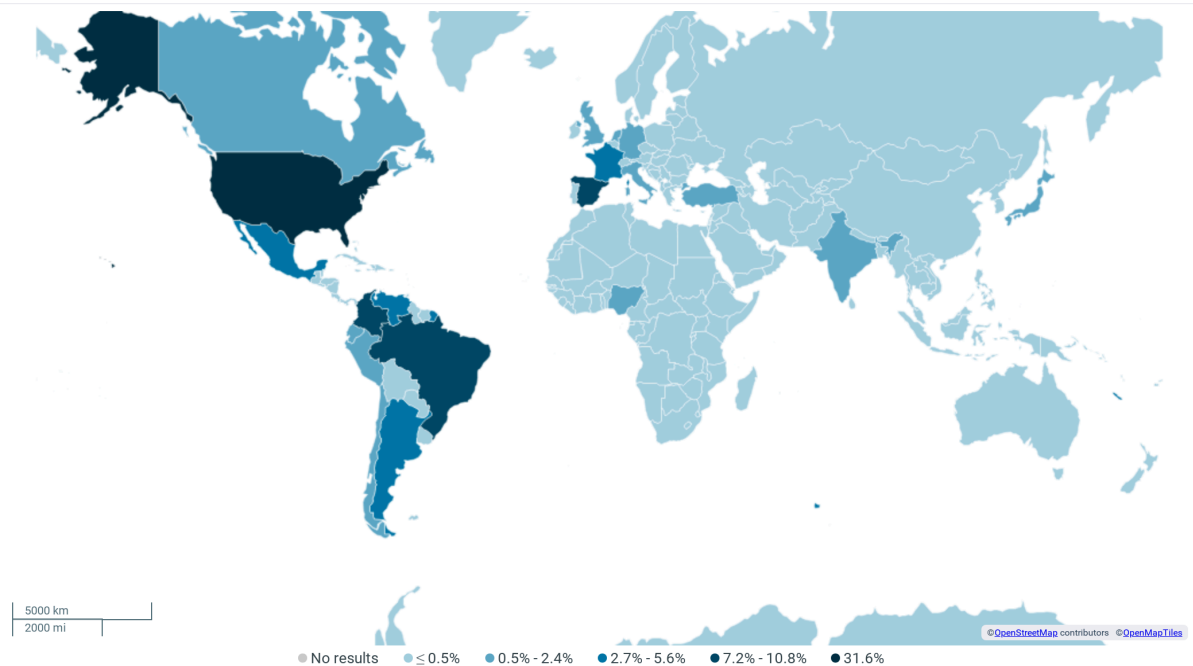 5000 km
2000 mi
©OpenStreetMap contributors ©OpenMapTiles
No results ≤ 0.5% 0.5% - 2.4% 2.7% - 5.6% 7.2% - 10.8% 31.6%